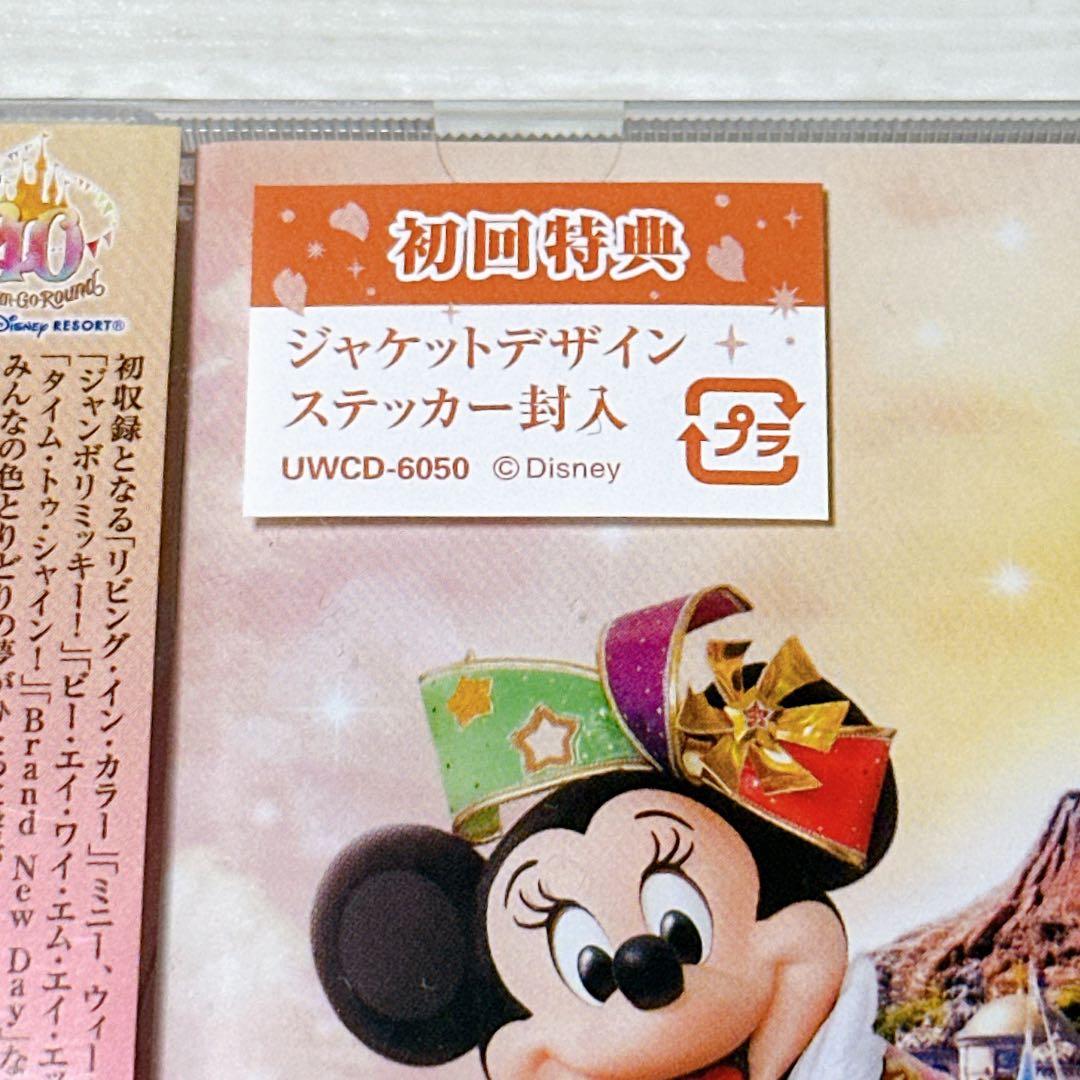 初回特典
ジャケットデザイン
ステッカー封入
UWCD-6050 ©Disney
プラ
40
Go-Round
Disney RESORT®
初収録となる「リビング・イン・カラー」「ミニー、ウィー
「ジャンボリミッキー！」「ビー・エイ・ワイ・エム・エイ・エッ
「タイム・トゥ・シャイン！」「Brand New Day」な
みんなの色とりどりの夢が